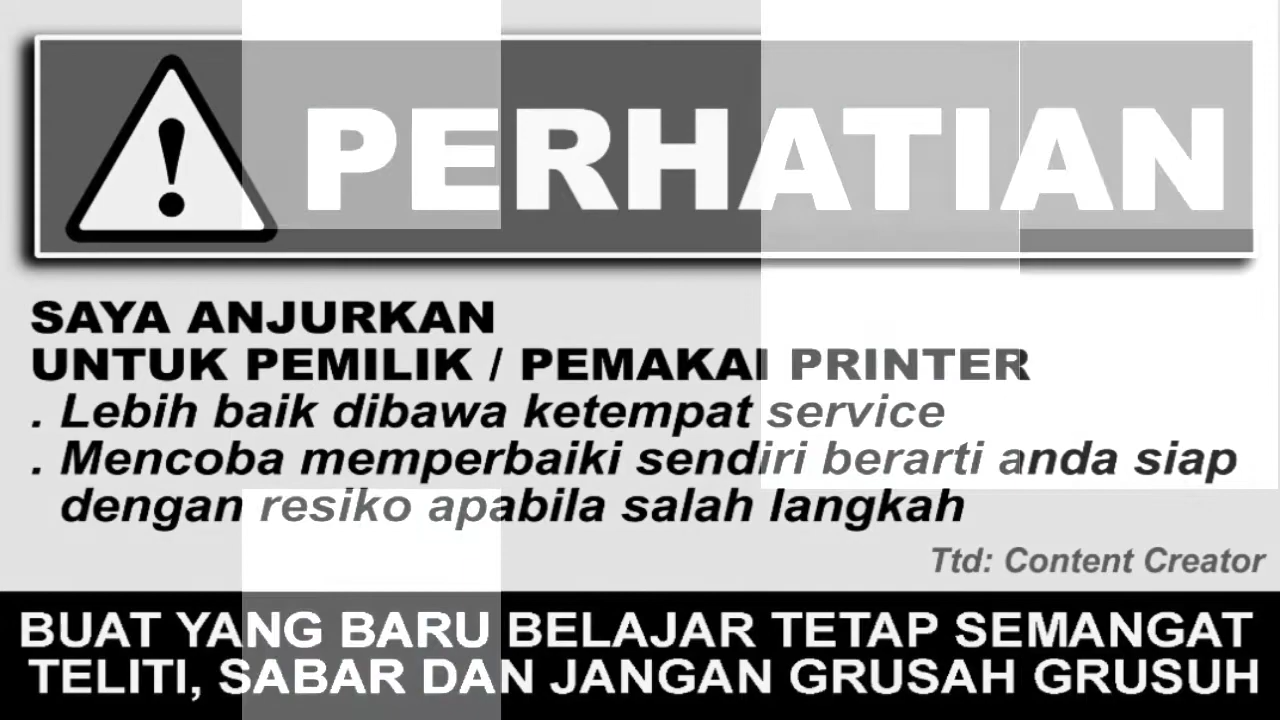 PERHATIAN
SAYA ANJURKAN
UNTUK PEMILIK / PEMAKAI PRINTER
. Lebih baik dibawa ketempat service
. Mencoba memperbaiki sendiri berarti anda siap
dengan resiko apabila salah langkah
Ttd: Content Creator
BUAT YANG BARU BELAJAR TETAP SEMANGAT
TELITI, SABAR DAN JANGAN GRUSAH GRUSUH